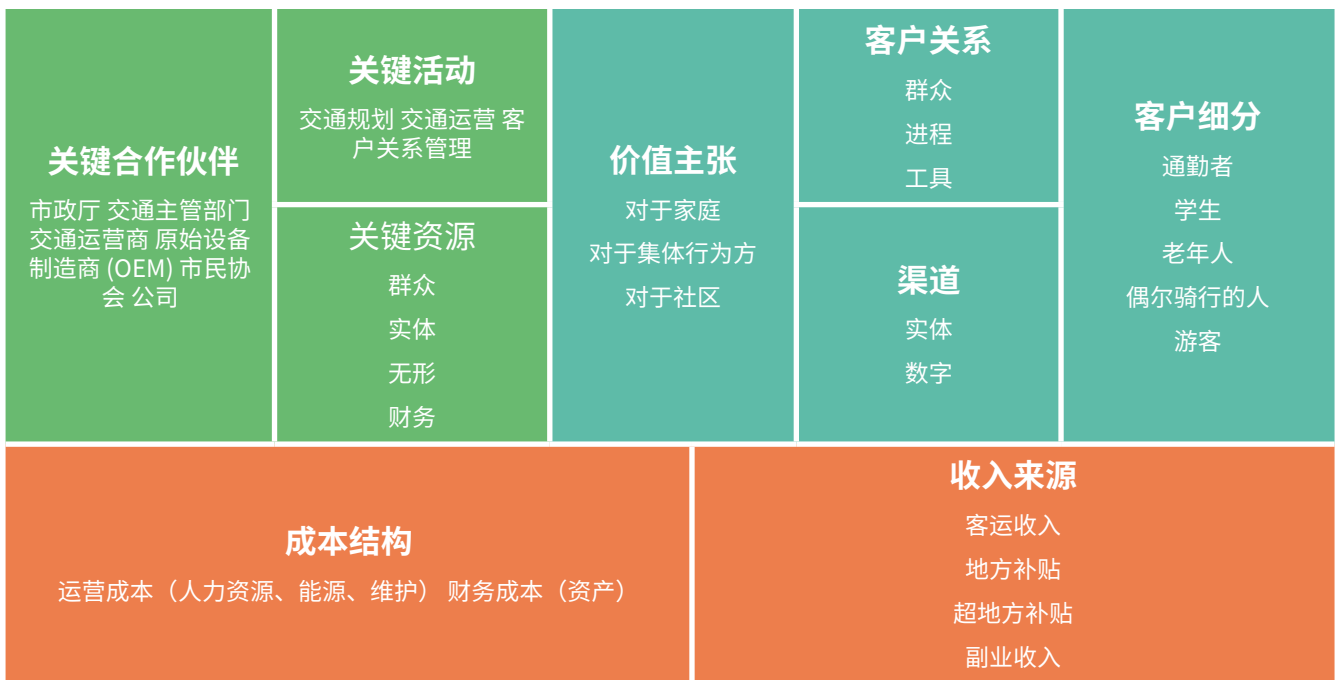 关键合作伙伴
市政厅 交通主管部门
交通运营商 原始设备
制造商 (OEM) 市民协
会 公司
关键活动
交通规划 交通运营 客
户关系管理
关键资源
群众
实体
无形
财务
价值主张
对于家庭
对于集体行为方
对于社区
客户关系
群众
进程
工具
渠道
实体
数字
客户细分
通勤者
学生
老年人
偶尔骑行的人
游客
成本结构
运营成本（人力资源、能源、维护） 财务成本（资产）
收入来源
客运收入
地方补贴
超地方补贴
副业收入